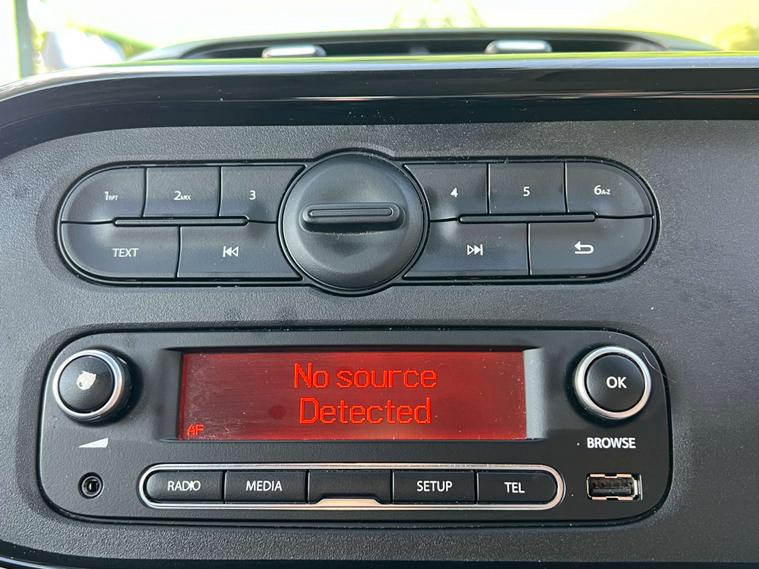 1RPT
2MIX
3
4
5
6A-Z
TEXT
No source
Detected
AF
OK
BROWSE
RADIO
MEDIA
SETUP
TEL